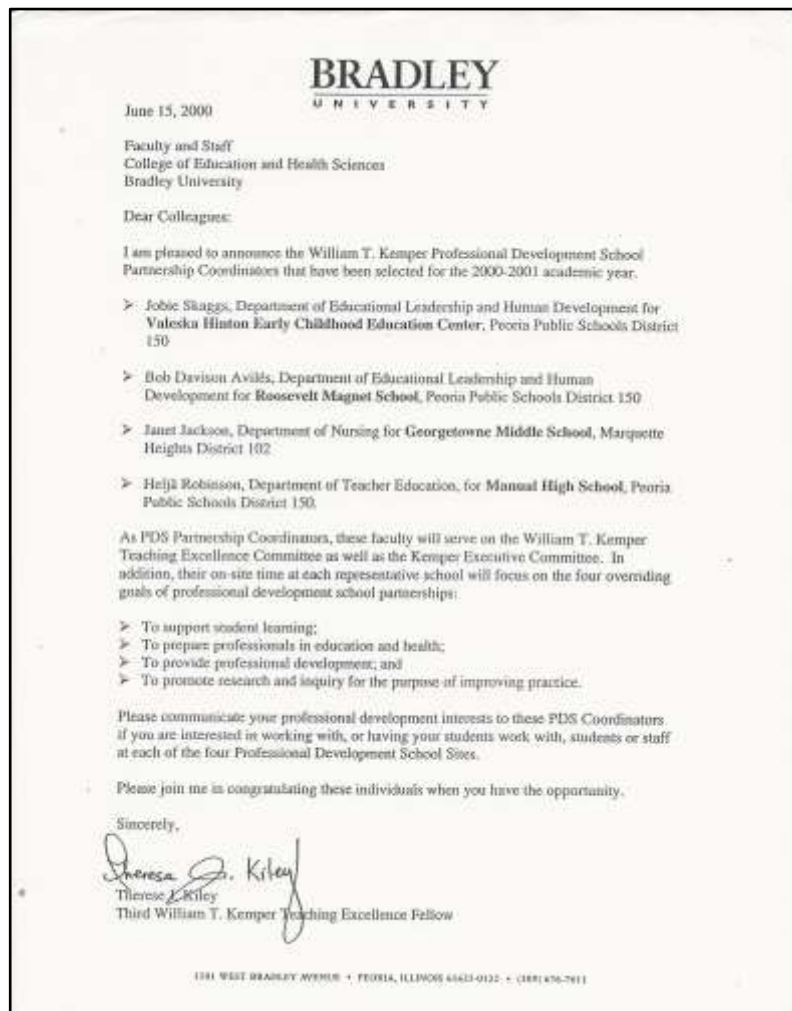 BRADLEY
UNIVERSITY
June 15, 2000
Faculty and Staff
College of Education and Health Sciences
Bradley University
Dear Colleagues:
I am pleased to announce the William T. Kemper Professional Development School
Partnership Coordinators that have been selected for the 2000-2001 academic year.
➢ Jobie Skaggs, Department of Educational Leadership and Human Development for
Valeska Hinton Early Childhood Education Center, Peoria Public Schools District
150
➢ Bob Davison Avilés, Department of Educational Leadership and Human
Development for Roosevelt Magnet School, Peoria Public Schools District 150
➢ Janet Jackson, Department of Nursing for Georgetowne Middle School, Marquette
Heights District 102
➢ Heljä Robinson, Department of Teacher Education, for Manual High School, Peoria
Public Schools District 150.
As PDS Partnership Coordinators, these faculty will serve on the William T. Kemper
Teaching Excellence Committee as well as the Kemper Executive Committee. In
addition, their on-site time at each representative school will focus on the four overriding
goals of professional development school partnerships:
➢ To support student learning;
➢ To prepare professionals in education and health;
➢ To provide professional development; and
➢ To promote research and inquiry for the purpose of improving practice.
Please communicate your professional development interests to these PDS Coordinators
if you are interested in working with, or having your students work with, students or staff
at each of the four Professional Development School Sites.
Please join me in congratulating these individuals when you have the opportunity.
Sincerely,
Theresa J. Kiley
Therese J. Kiley
Third William T. Kemper Teaching Excellence Fellow
1501 WEST BRADLEY AVENUE • PEORIA, ILLINOIS 61625-0122 • (309) 676-7611